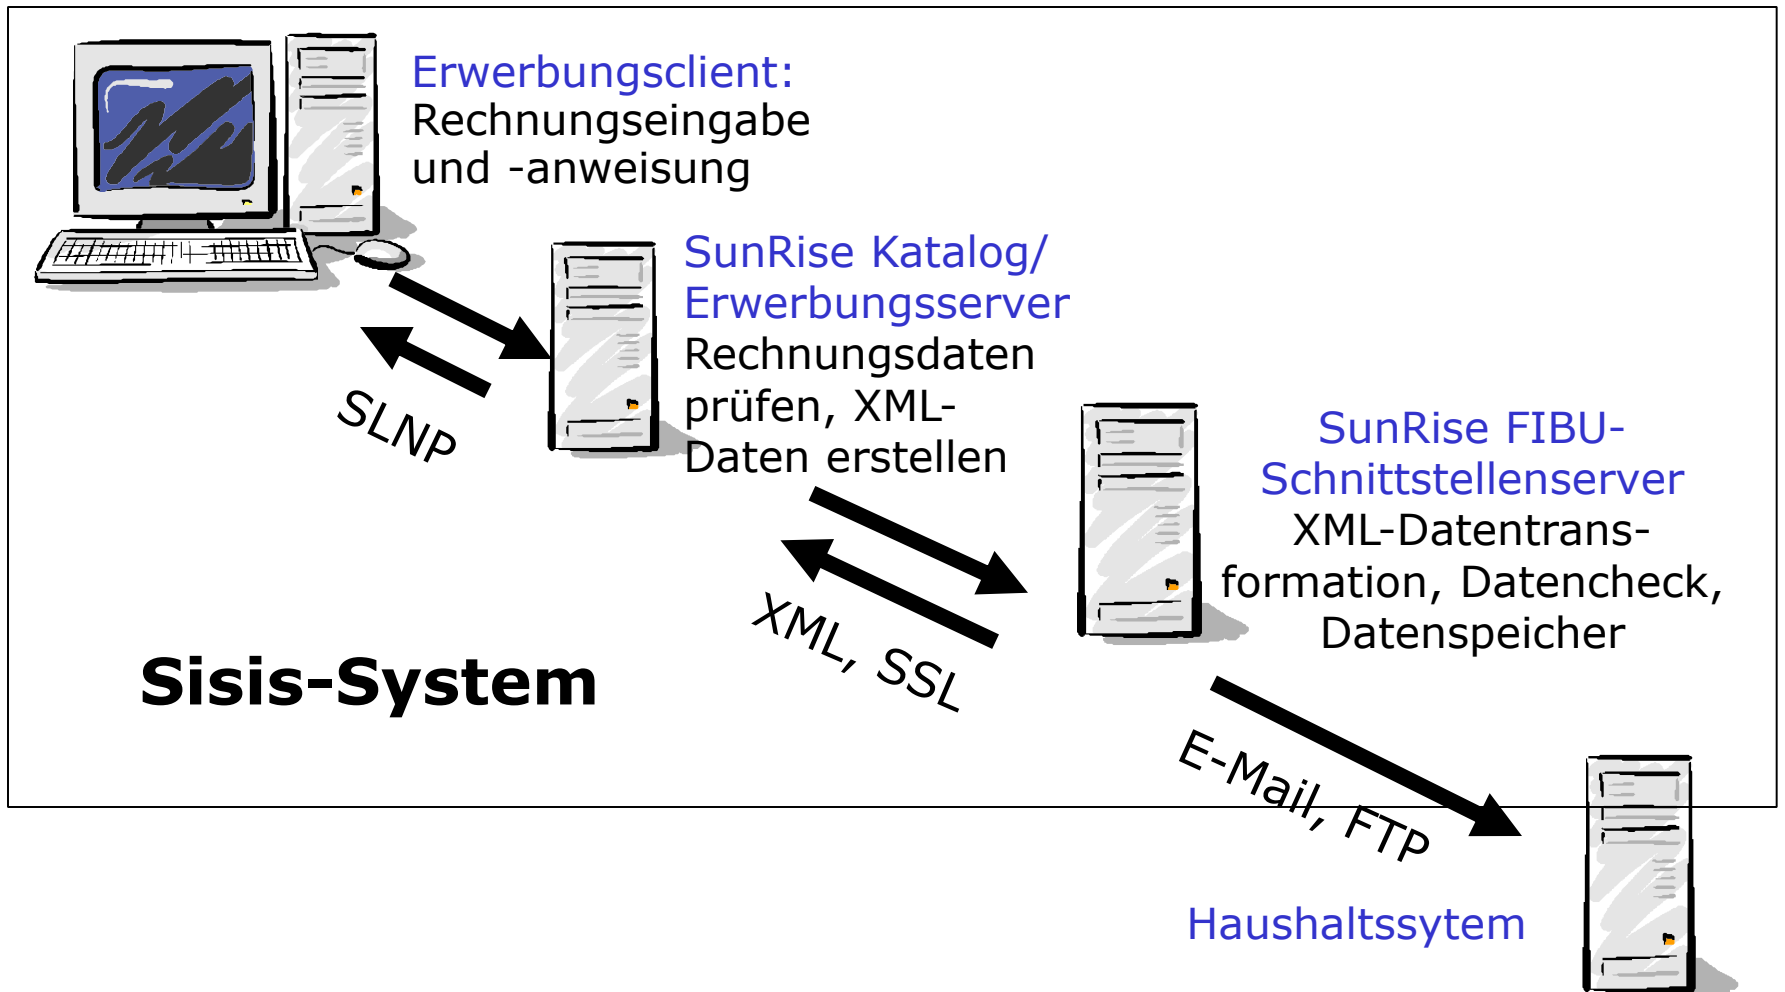 Erwerbungsclient:
Rechnungseingabe
und -anweisung
SunRise Katalog/
Erwerbungsserver
Rechnungsdaten
prüfen, XML-
Daten erstellen
SLNP
SunRise FIBU-
Schnittstellenserver
XML-Datentrans-
formation, Datencheck,
Datenspeicher
XML, SSL
Sisis-System
E-Mail, FTP
Haushaltssytem